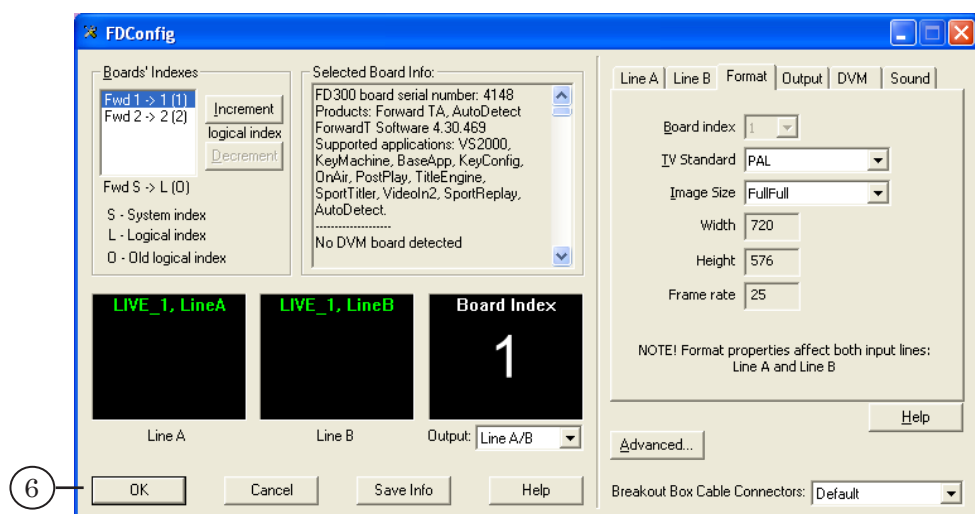 FDConfig
Boards' Indexes
Fwd 1 -> 1 (1)
Fwd 2 -> 2 (2)
Increment
logical index
Decrement
Fwd S -> L (O)
S - System index
L - Logical index
O - Old logical index
Selected Board Info:
FD300 board serial number: 4148
Products: Forward TA, AutoDetect
ForwardT Software 4.30.469
Supported applications: VS2000,
KeyMachine, BaseApp, KeyConfig,
OnAir, PostPlay, TitleEngine,
SportTitler, VideoIn2, SportReplay,
AutoDetect.
--------------------
No DVM board detected
LIVE_1, LineA
LIVE_1, LineB
Board Index
1
Line A
Line B
Output: Line A/B
6
OK
Cancel
Save Info
Help
Line A
Line B
Format
Output
DVM
Sound
Board index 1
TV Standard PAL
Image Size FullFull
Width 720
Height 576
Frame rate 25
NOTE! Format properties affect both input lines:
Line A and Line B
Help
Advanced...
Breakout Box Cable Connectors: Default